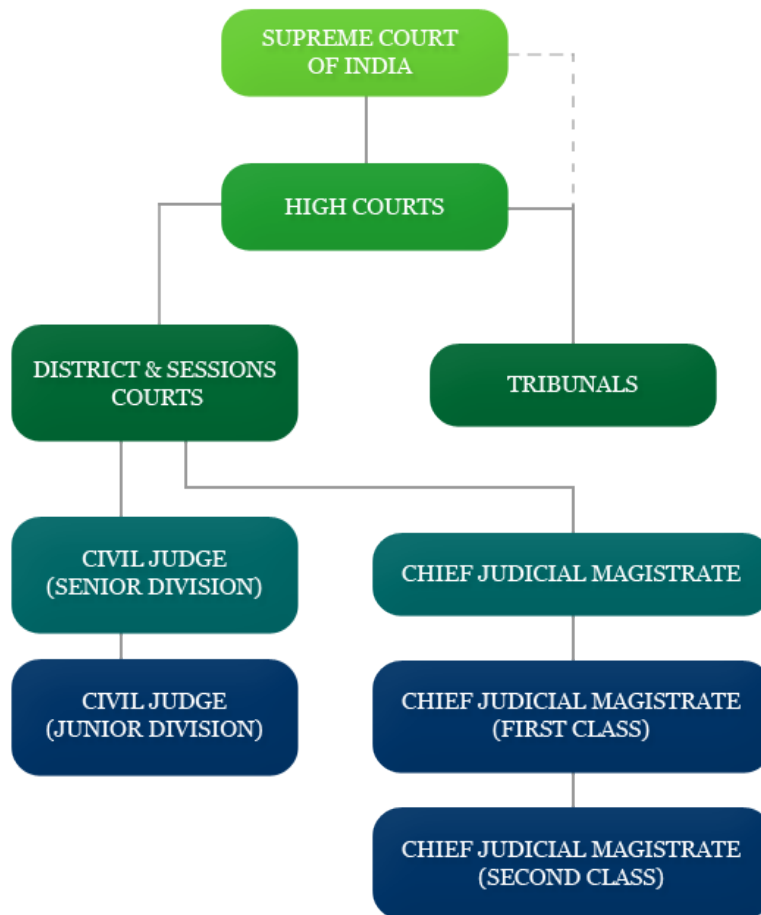 SUPREME COURT
OF INDIA
HIGH COURTS
DISTRICT & SESSIONS
COURTS
TRIBUNALS
CIVIL JUDGE
(SENIOR DIVISION)
CHIEF JUDICIAL MAGISTRATE
CIVIL JUDGE
(JUNIOR DIVISION)
CHIEF JUDICIAL MAGISTRATE
(FIRST CLASS)
CHIEF JUDICIAL MAGISTRATE
(SECOND CLASS)